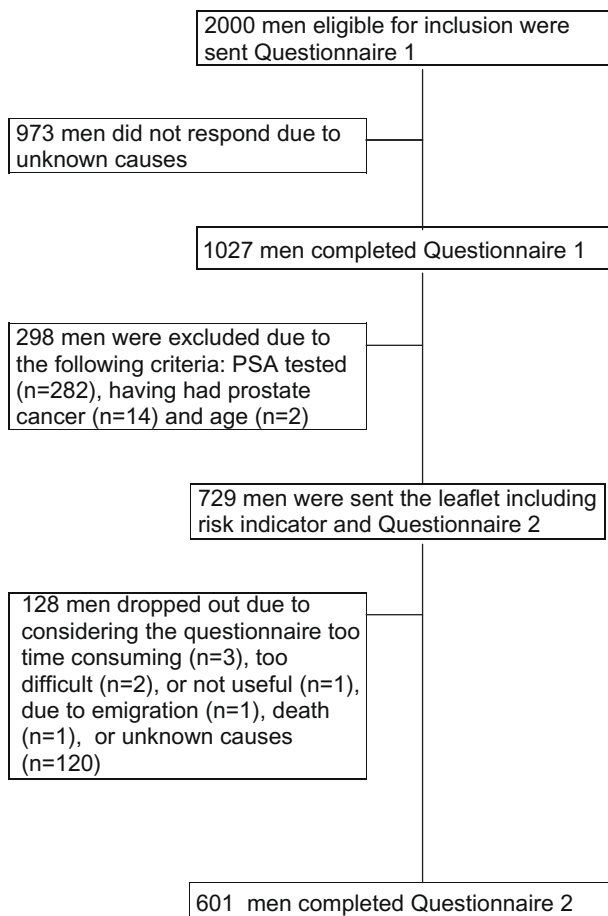 2000 men eligible for inclusion were
sent Questionnaire 1
973 men did not respond due to
unknown causes
1027 men completed Questionnaire 1
298 men were excluded due to
the following criteria: PSA tested
(n=282), having had prostate
cancer (n=14) and age (n=2)
729 men were sent the leaflet including
risk indicator and Questionnaire 2
128 men dropped out due to
considering the questionnaire too
time consuming (n=3), too
difficult (n=2), or not useful (n=1),
due to emigration (n=1), death
(n=1), or unknown causes
(n=120)
601 men completed Questionnaire 2